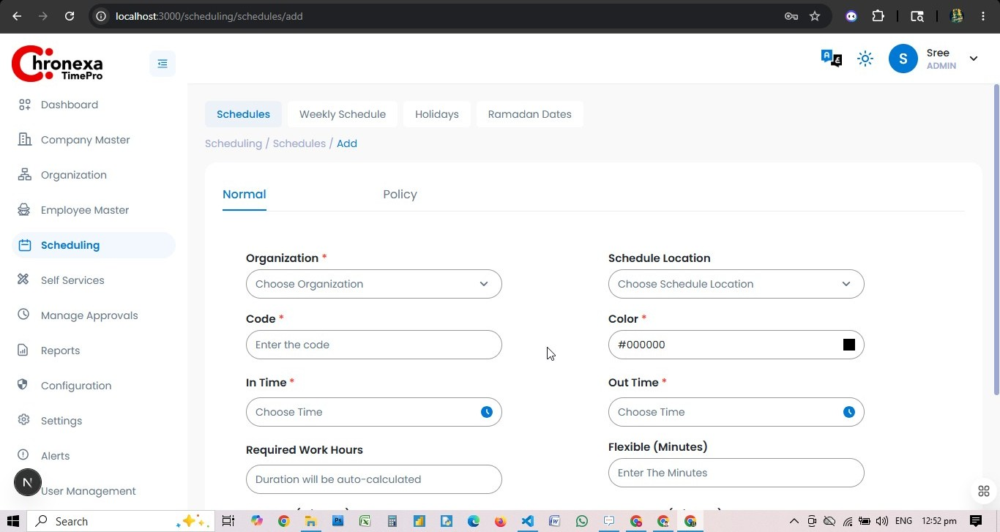 localhost:3000/scheduling/schedules/add
Chronexa
TimePro
A
S
Sree
ADMIN
Dashboard
Company Master
Organization
Employee Master
Scheduling
Self Services
Manage Approvals
Reports
Configuration
Settings
Alerts
N
User Management
Schedules
Weekly Schedule
Holidays
Ramadan Dates
Scheduling / Schedules / Add
Normal
Policy
Organization *
Choose Organization
Schedule Location
Choose Schedule Location
Code *
Enter the code
Color *
#000000
In Time *
Choose Time
Out Time *
Choose Time
Required Work Hours
Duration will be auto-calculated
Flexible (Minutes)
Enter The Minutes
Search
ENG
12:52 pm